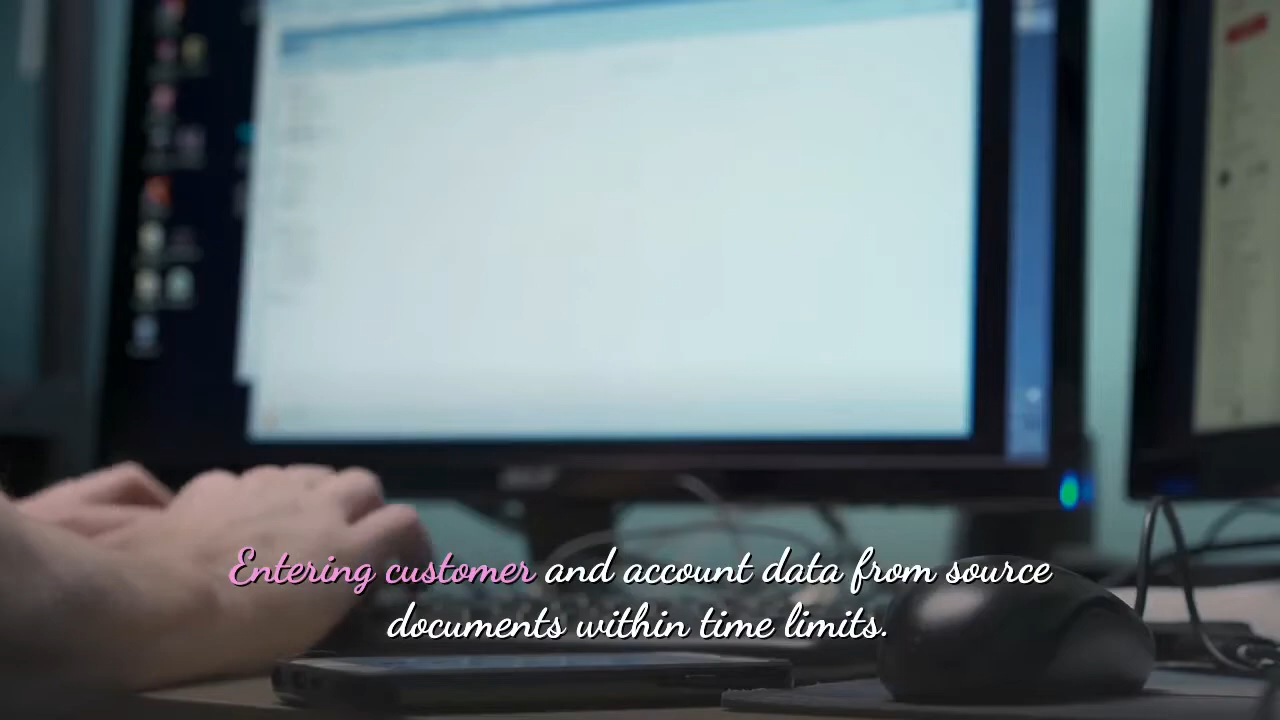 Entering customer and account data from source
documents within time limits.